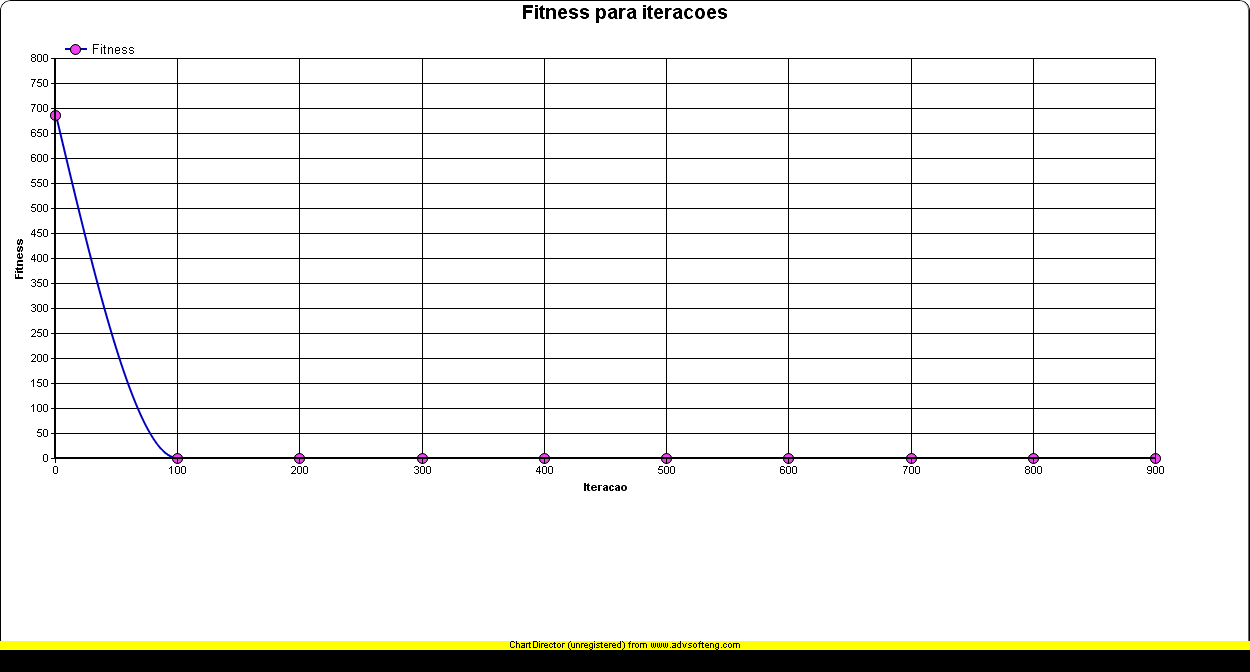 Fitness para iteracoes
Fitness
800
750
700
650
600
550
500
450
400
350
300
250
200
150
100
50
0
Fitness
0 100 200 300 400 500 600 700 800 900
Iteracao
ChartDirector (unregistered) from www.advsofteng.com